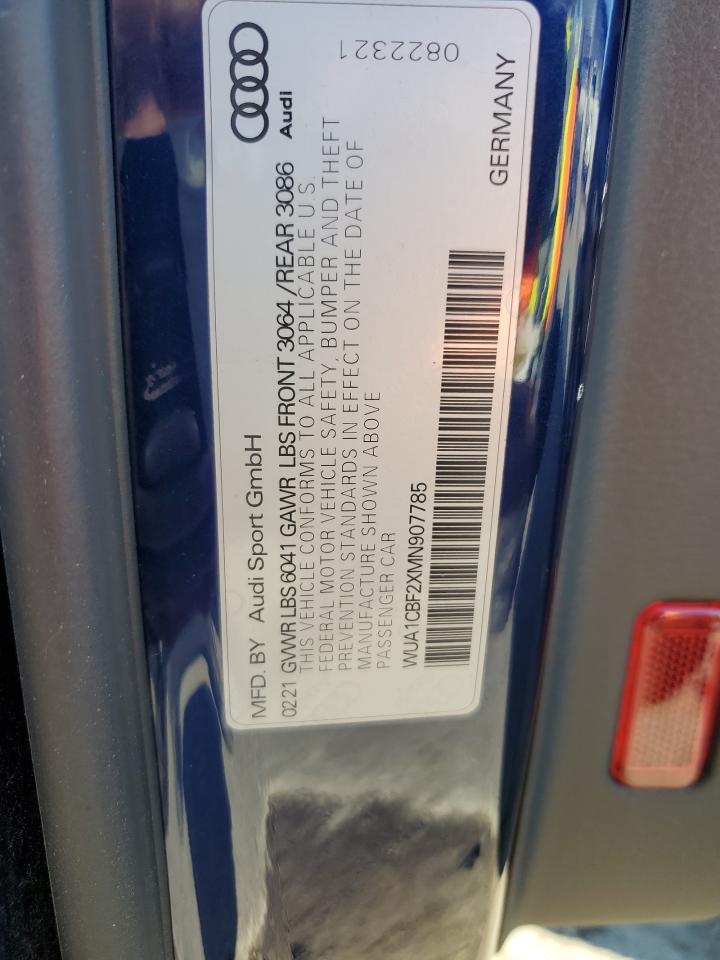 MFD. BY Audi Sport GmbH
Audi
0221 GVWR LBS 6041 GAWR LBS FRONT 3064 /REAR 3086
THIS VEHICLE CONFORMS TO ALL APPLICABLE U.S.
FEDERAL MOTOR VEHICLE SAFETY, BUMPER AND THEFT
PREVENTION STANDARDS IN EFFECT ON THE DATE OF
MANUFACTURE SHOWN ABOVE
PASSENGER CAR
WUA1CBF2XMN907785
GERMANY
0822321